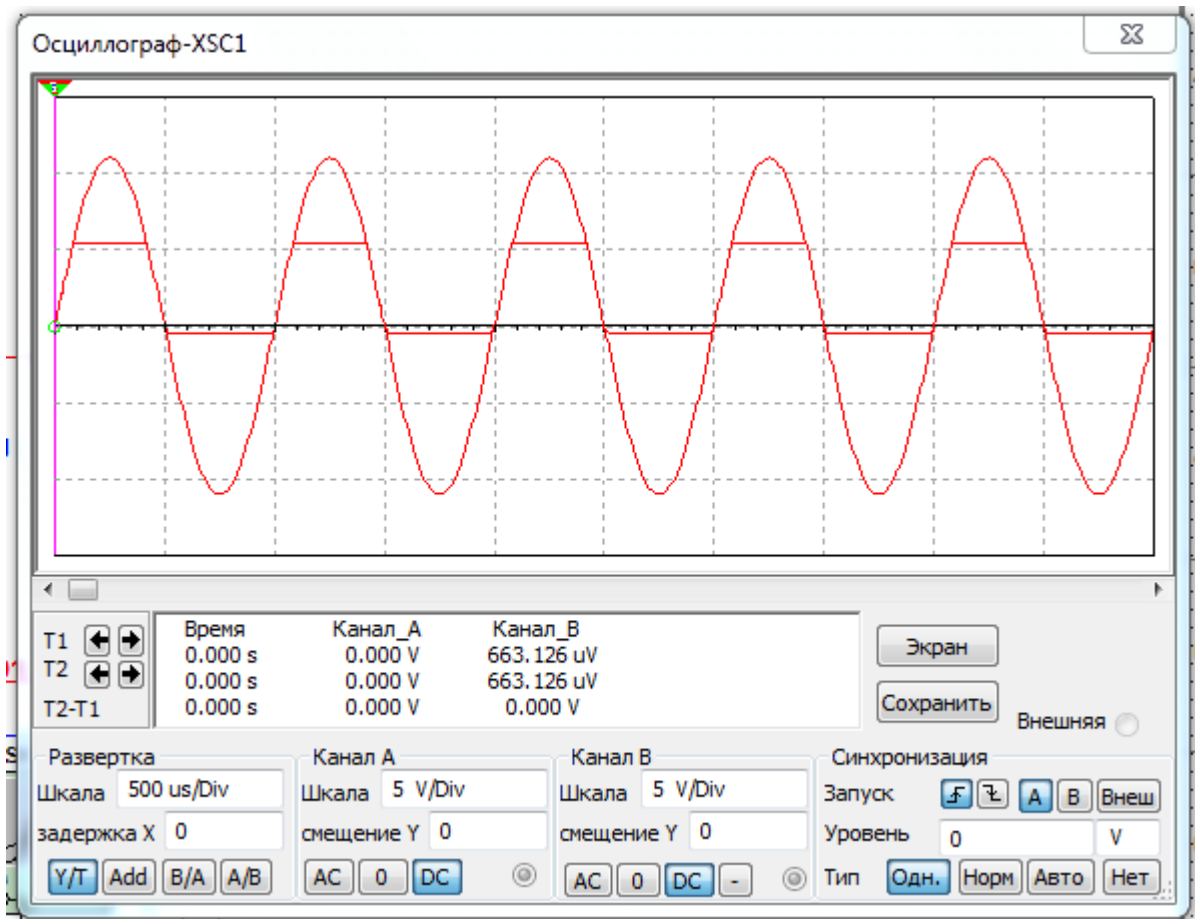 Осциллограф-XSC1
Время Канал_А Канал_В
T1 0.000 s 0.000 V 663.126 uV
T2 0.000 s 0.000 V 663.126 uV
T2-T1 0.000 s 0.000 V 0.000 V
Экран
Сохранить
Внешняя
Развертка
Шкала 500 us/Div
задержка X 0
Y/T Add B/A A/B
Канал А
Шкала 5 V/Div
смещение Y 0
AC 0 DC
Канал В
Шкала 5 V/Div
смещение Y 0
AC 0 DC -
Синхронизация
Запуск A B Внеш
Уровень 0 V
Тип Одн. Норм Авто Нет